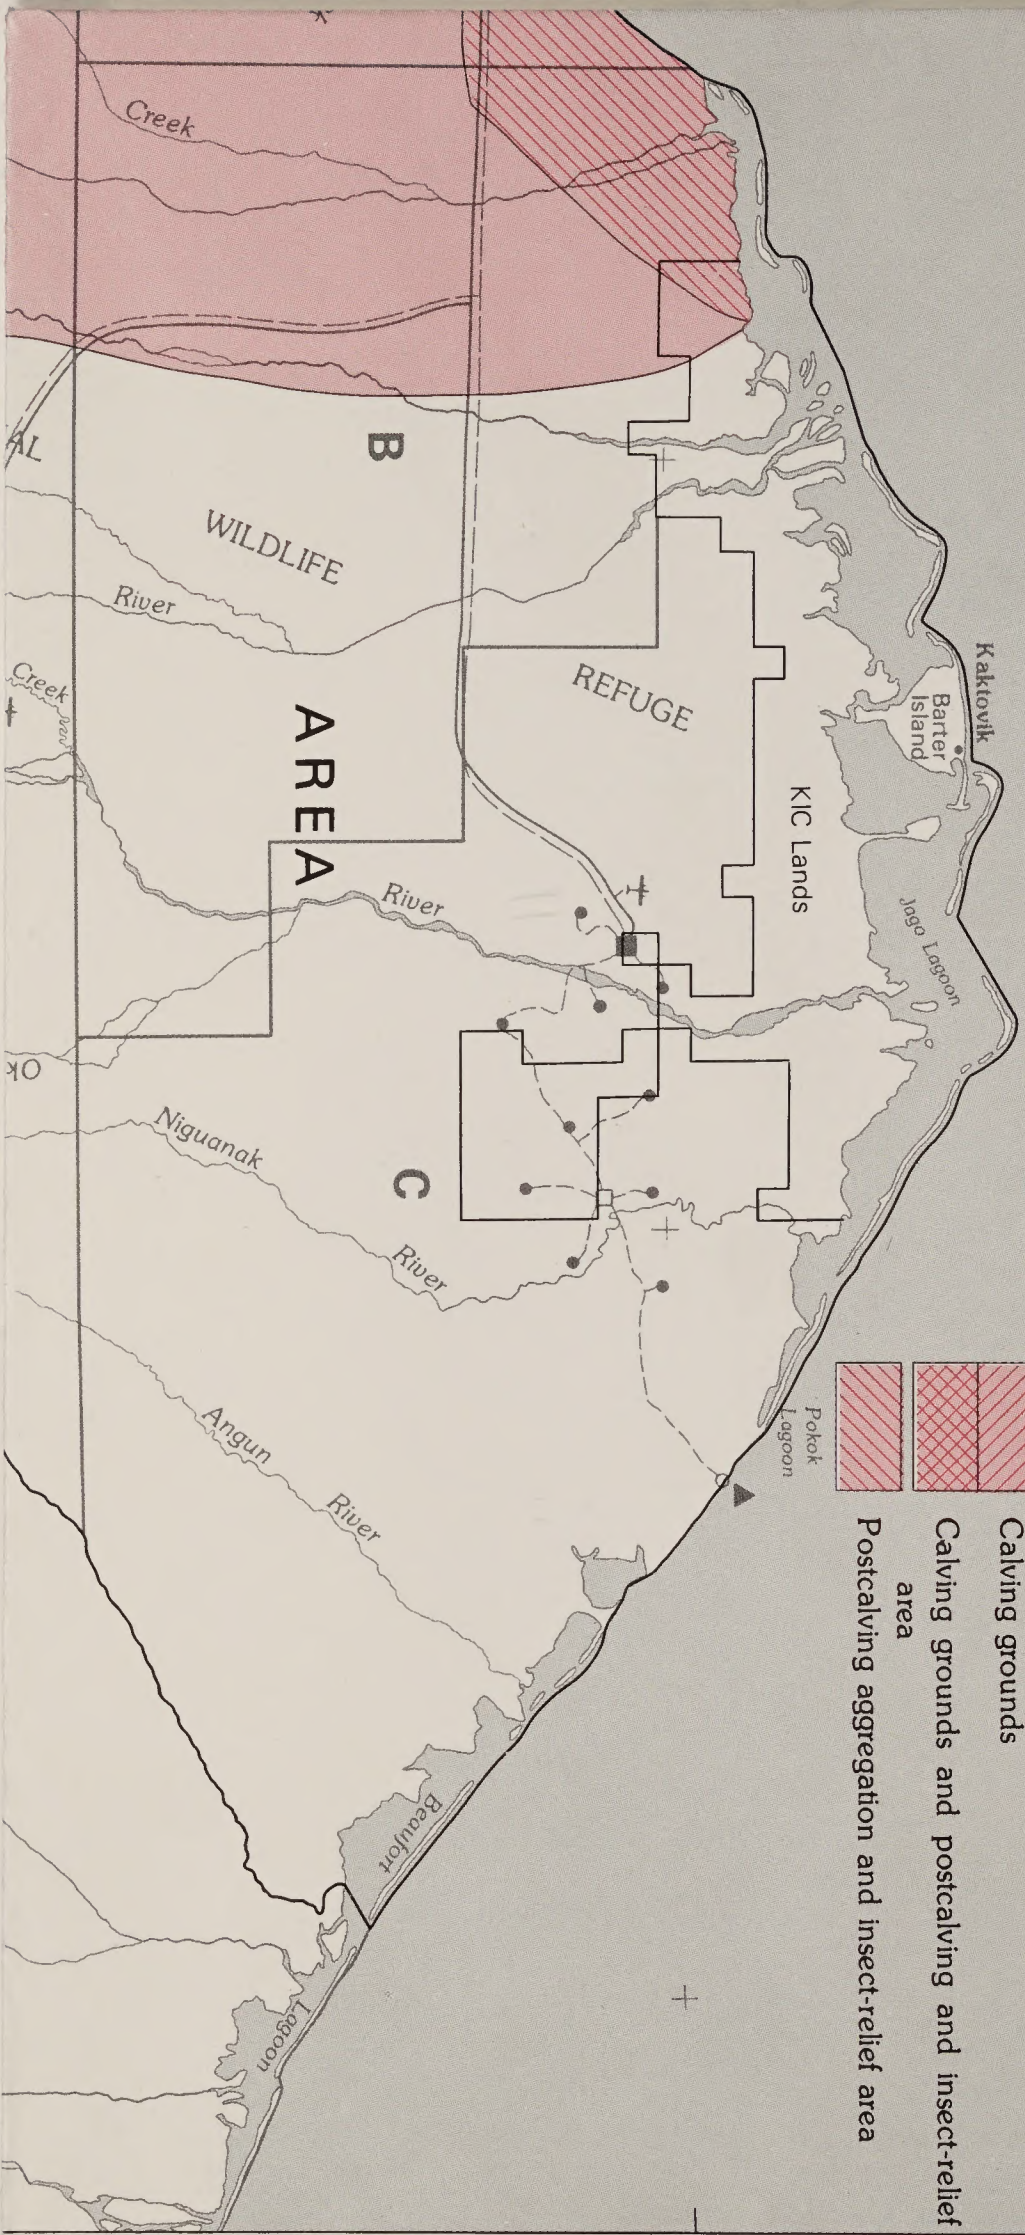 Calving grounds
Calving grounds and postcalving and insect-relief
area
Postcalving aggregation and insect-relief area
Kaktovik
Barter
Island
KIC Lands
Jago Lagoon
Pokok
Lagoon
Creek
B
WILDLIFE
REFUGE
River
Creek
AREA
River
C
Niguanak
River
Angun
River
Beaufort
Lagoon
AL
Ok